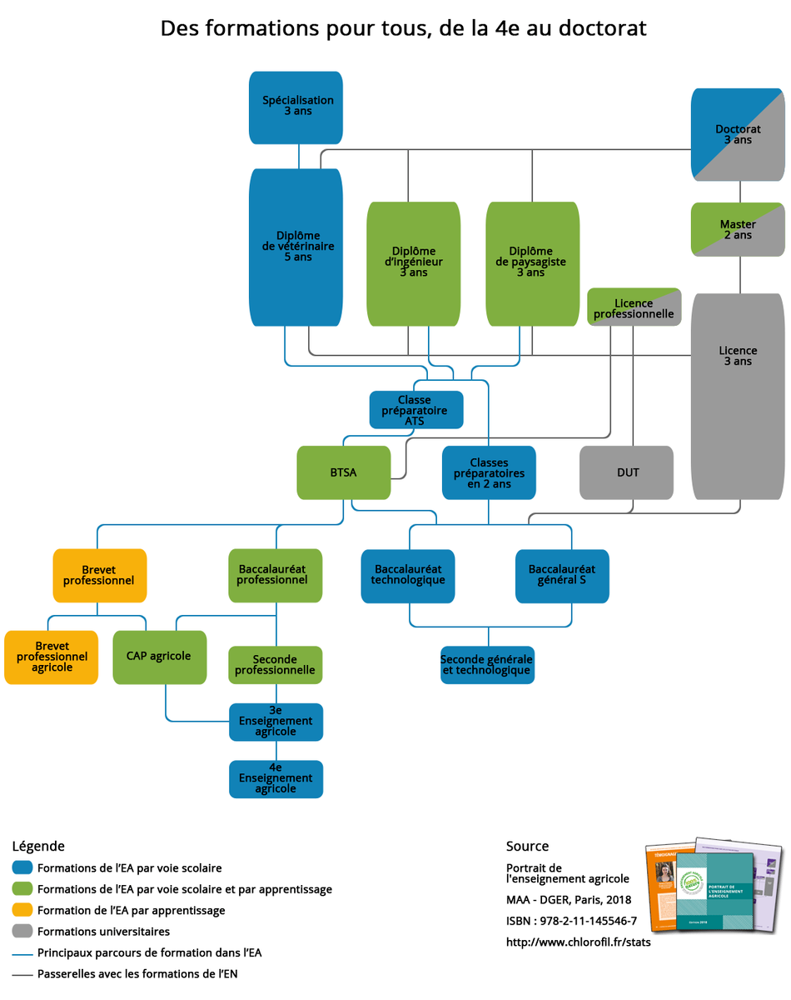 Des formations pour tous, de la 4e au doctorat
Spécialisation
3 ans
Doctorat
3 ans
Diplôme
de vétérinaire
5 ans
Diplôme
d'ingénieur
3 ans
Diplôme
de paysagiste
3 ans
Master
2 ans
Licence
professionnelle
Licence
3 ans
Classe
préparatoire
ATS
BTSA
Classes
préparatoires
en 2 ans
DUT
Brevet
professionnel
Baccalauréat
professionnel
Baccalauréat
technologique
Baccalauréat
général S
Brevet
professionnel
agricole
CAP agricole
Seconde
professionnelle
Seconde générale
et technologique
3e
Enseignement
agricole
4e
Enseignement
agricole
Légende
Formations de l'EA par voie scolaire
Formations de l'EA par voie scolaire et par apprentissage
Formation de l'EA par apprentissage
Formations universitaires
Principaux parcours de formation dans l'EA
Passerelles avec les formations de l'EN
Source
Portrait de
l'enseignement agricole
MAA - DGER, Paris, 2018
ISBN : 978-2-11-145546-7
http://www.chlorofil.fr/stats
TÉMOIGNAGE
PORTRAIT DE
L'ENSEIGNEMENT
AGRICOLE